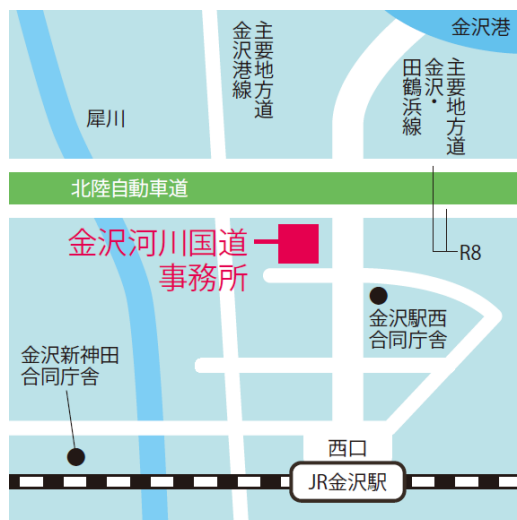 金沢港
主要地方道
金沢港線
主要地方道
金沢・
田鶴浜線
犀川
北陸自動車道
金沢河川国道
事務所
R8
金沢駅西
合同庁舎
金沢新神田
合同庁舎
西口
JR金沢駅